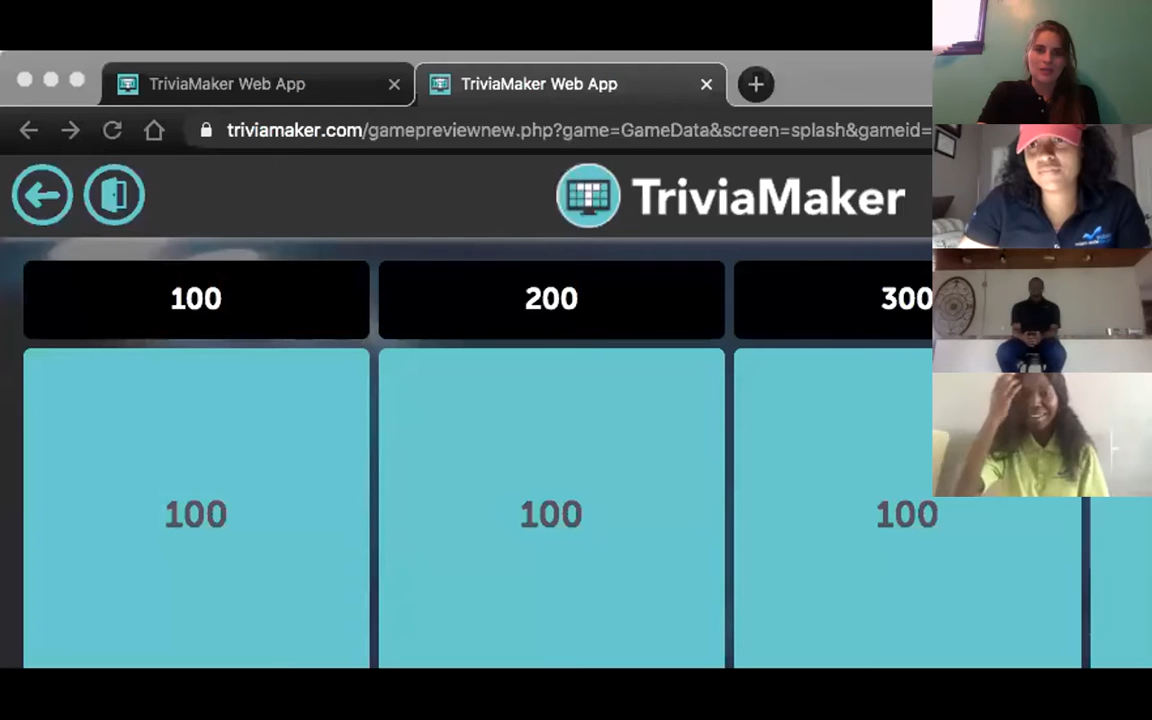 TriviaMaker Web App
TriviaMaker Web App
triviamaker.com/gamepreviewnew.php?game=GameData&screen=splash&gameid=
TriviaMaker
100
200
300
100
100
100